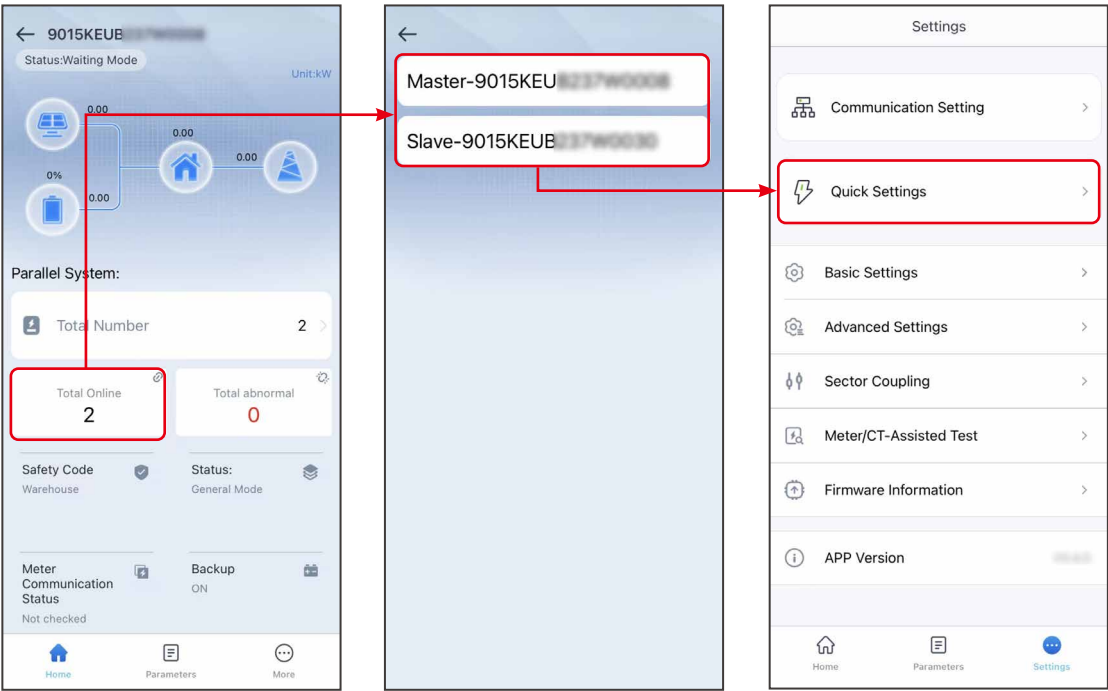 9015KEUB
Status:Waiting Mode
Unit:kW
0.00
0.00
0.00
0%
0.00
Parallel System:
Total Number 2
Total Online
2
Total abnormal
0
Safety Code
Warehouse
Status:
General Mode
Meter
Communication
Status
Not checked
Backup
ON
Home Parameters More
Master-9015KEU
Slave-9015KEUB
Settings
Communication Setting
Quick Settings
Basic Settings
Advanced Settings
Sector Coupling
Meter/CT-Assisted Test
Firmware Information
APP Version
Home Parameters Settings